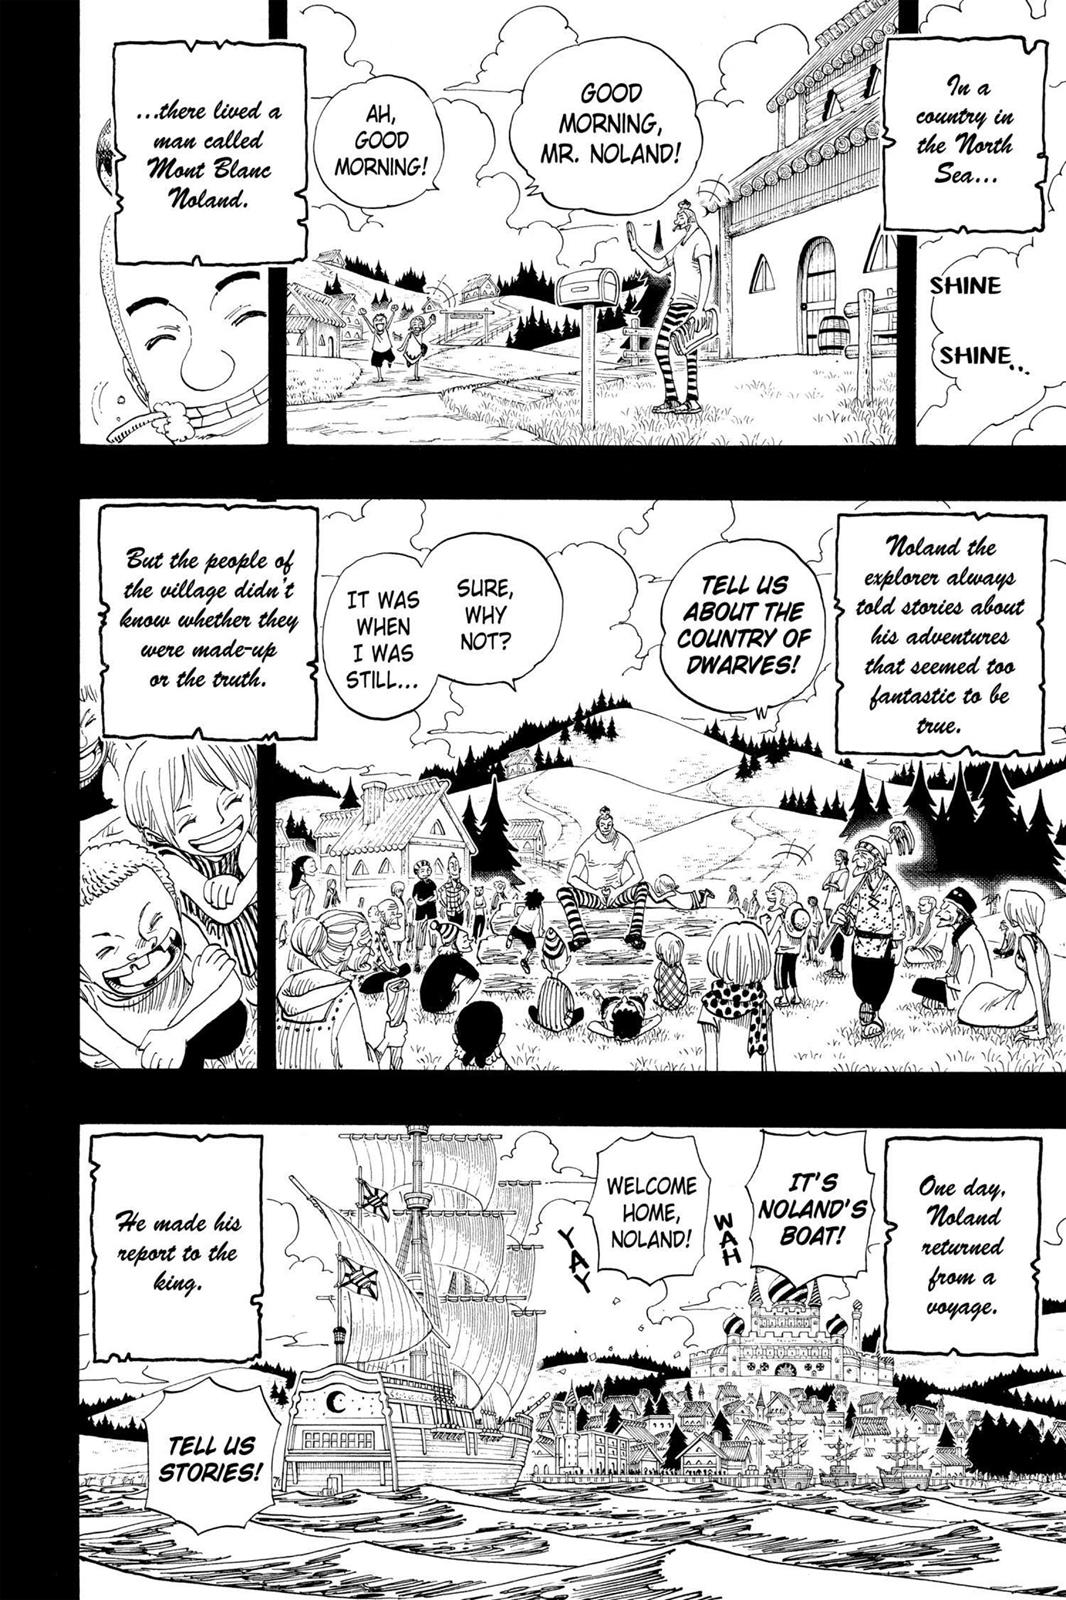 In a
country in
the North
Sea...
SHINE
SHINE...
GOOD
MORNING,
MR. NOLAND!
AH,
GOOD
MORNING!
...there lived a
man called
Mont Blanc
Noland.
Noland the
explorer always
told stories about
his adventures
that seemed too
fantastic to be
true.
TELL US
ABOUT THE
COUNTRY OF
DWARVES!
SURE,
WHY
NOT?
IT WAS
WHEN
I WAS
STILL...
But the people of
the village didn't
know whether they
were made-up
or the truth.
One day,
Noland
returned
from a
voyage.
IT'S
NOLAND'S
BOAT!
WAH
WELCOME
HOME,
NOLAND!
YAY
He made his
report to the
king.
TELL US
STORIES!